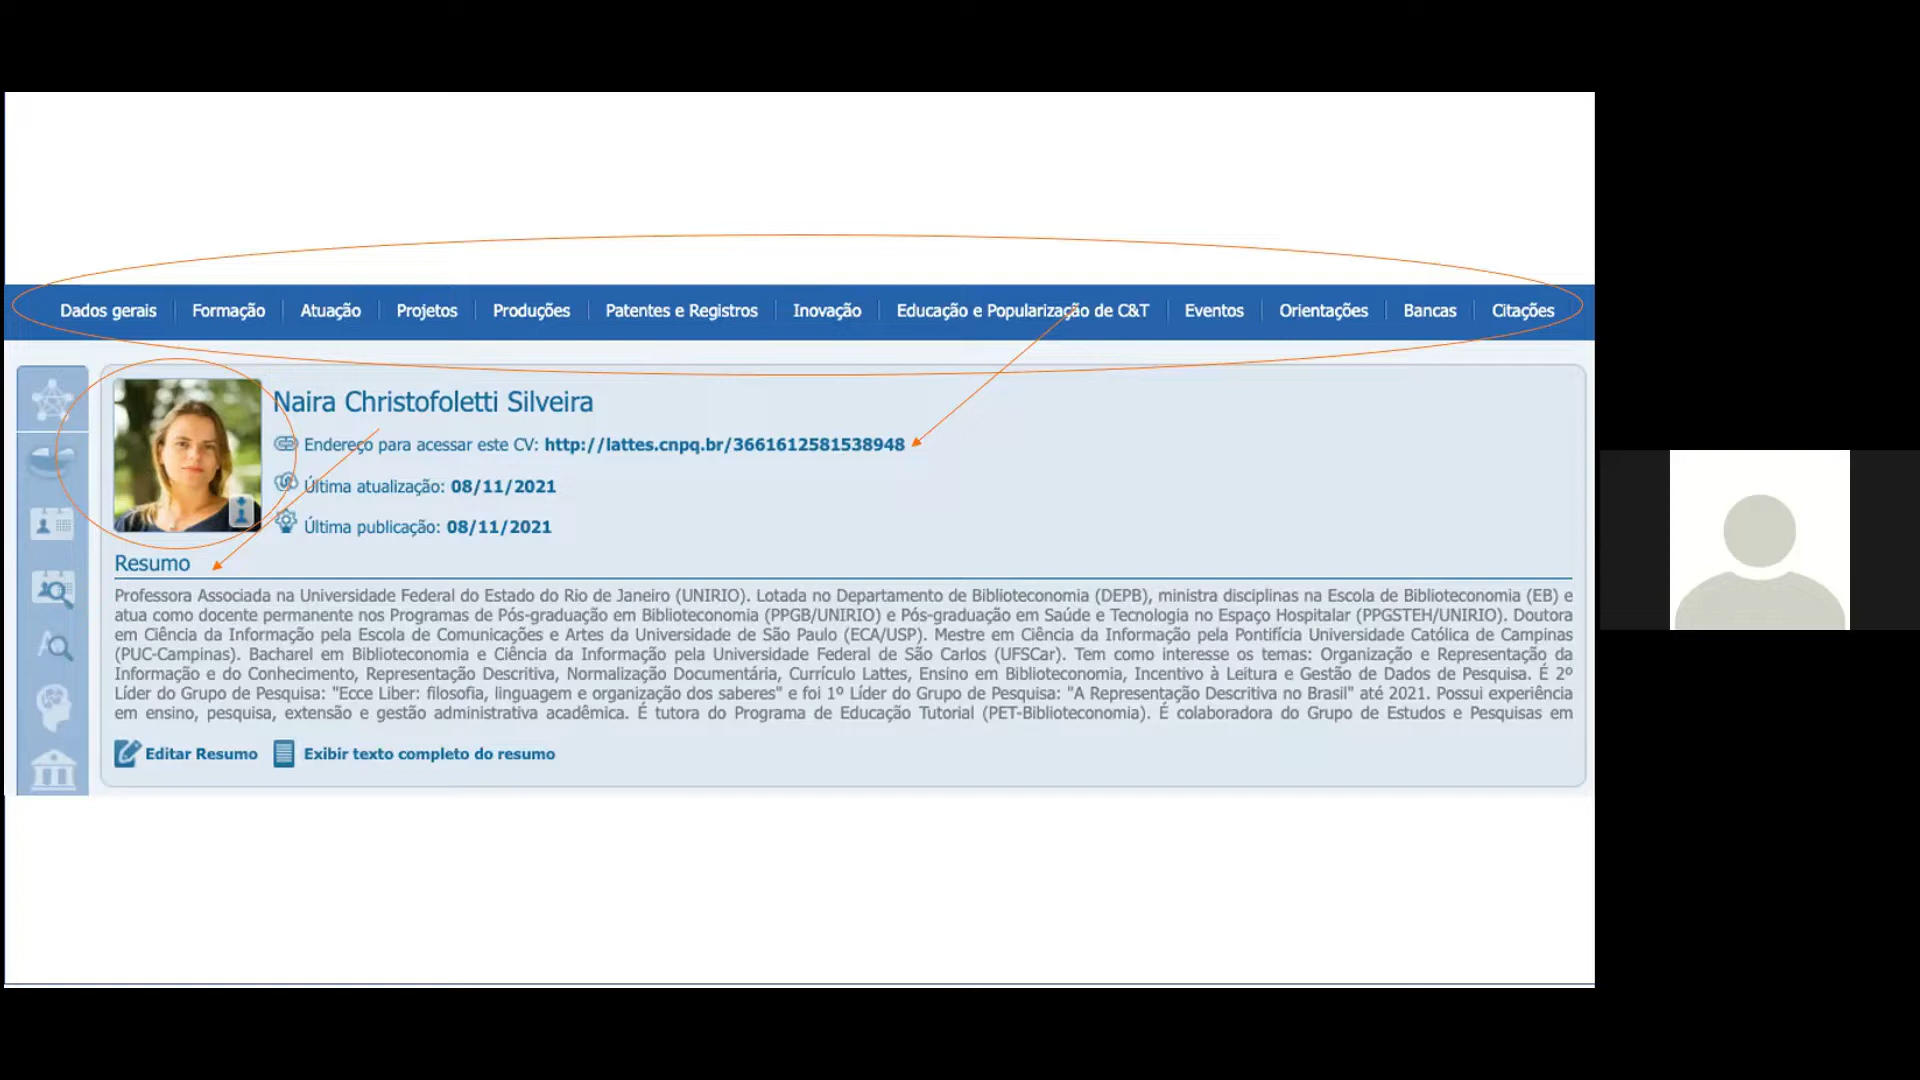 Dados gerais Formação Atuação Projetos Produções Patentes e Registros Inovação Educação e Popularização de C&T Eventos Orientações Bancas Citações
Naira Christofoletti Silveira
Endereço para acessar este CV: http://lattes.cnpq.br/3661612581538948
Última atualização: 08/11/2021
Última publicação: 08/11/2021
Resumo
Professora Associada na Universidade Federal do Estado do Rio de Janeiro (UNIRIO). Lotada no Departamento de Biblioteconomia (DEPB), ministra disciplinas na Escola de Biblioteconomia (EB) e
atua como docente permanente nos Programas de Pós-graduação em Biblioteconomia (PPGB/UNIRIO) e Pós-graduação em Saúde e Tecnologia no Espaço Hospitalar (PPGSTEH/UNIRIO). Doutora
em Ciência da Informação pela Escola de Comunicações e Artes da Universidade de São Paulo (ECA/USP). Mestre em Ciência da Informação pela Pontifícia Universidade Católica de Campinas
(PUC-Campinas). Bacharel em Biblioteconomia e Ciência da Informação pela Universidade Federal de São Carlos (UFSCar). Tem como interesse os temas: Organização e Representação da
Informação e do Conhecimento, Representação Descritiva, Normalização Documentária, Currículo Lattes, Ensino em Biblioteconomia, Incentivo à Leitura e Gestão de Dados de Pesquisa. É 2º
Líder do Grupo de Pesquisa: "Ecce Liber: filosofia, linguagem e organização dos saberes" e foi 1º Líder do Grupo de Pesquisa: "A Representação Descritiva no Brasil" até 2021. Possui experiência
em ensino, pesquisa, extensão e gestão administrativa acadêmica. É tutora do Programa de Educação Tutorial (PET-Biblioteconomia). É colaboradora do Grupo de Estudos e Pesquisas em
Editar Resumo Exibir texto completo do resumo